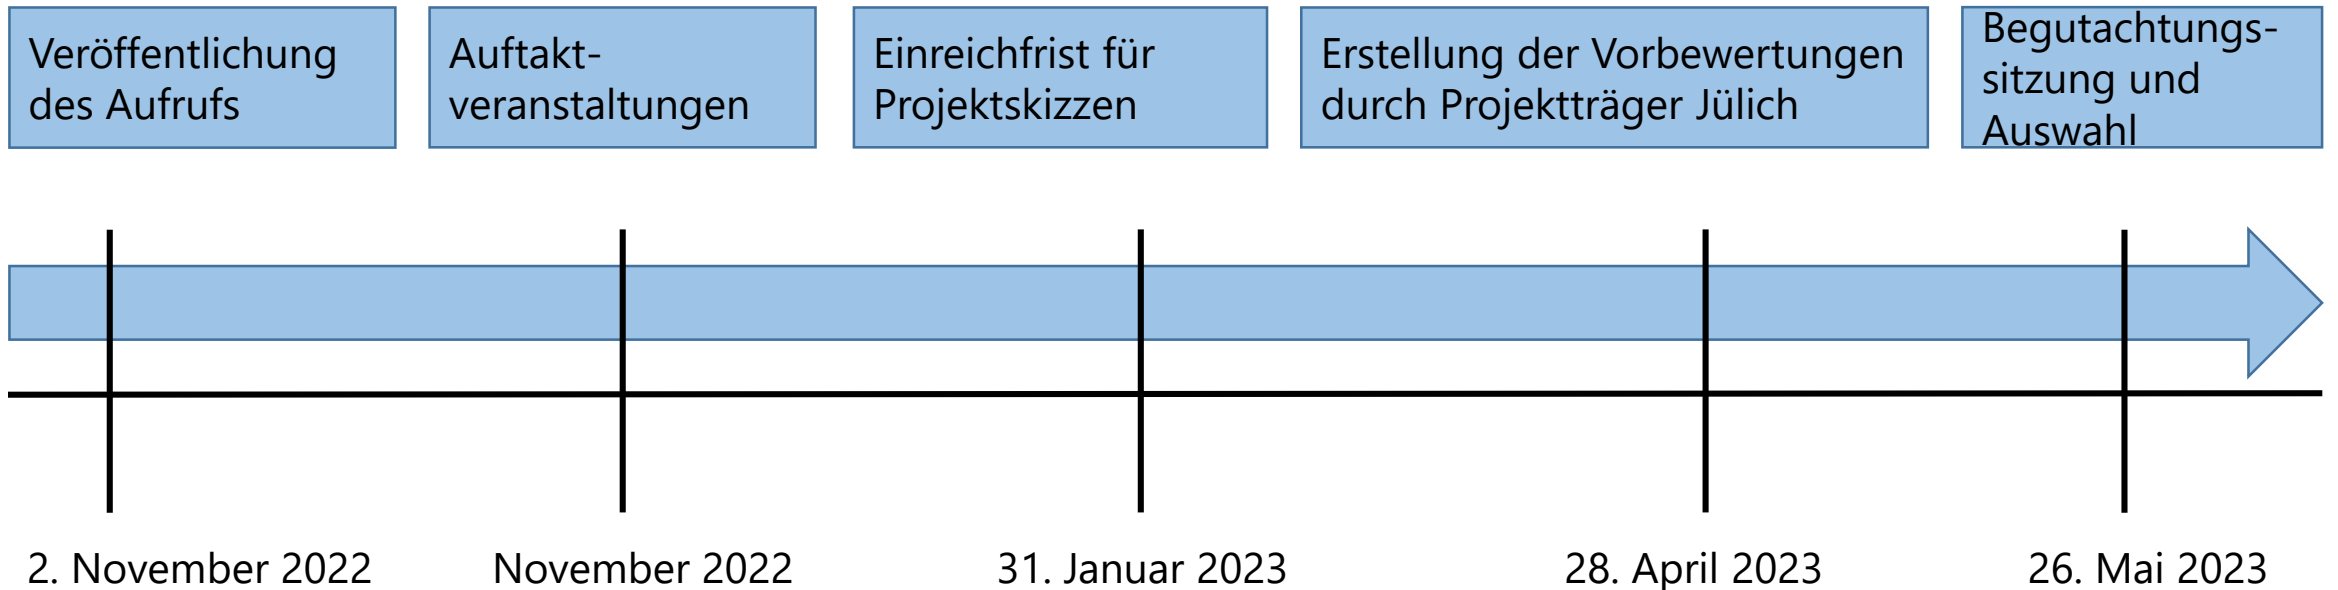 Veröffentlichung
des Aufrufs
Auftakt-
veranstaltungen
Einreichfrist für
Projektskizzen
Erstellung der Vorbewertungen
durch Projektträger Jülich
Begutachtungs-
sitzung und
Auswahl
2. November 2022
November 2022
31. Januar 2023
28. April 2023
26. Mai 2023